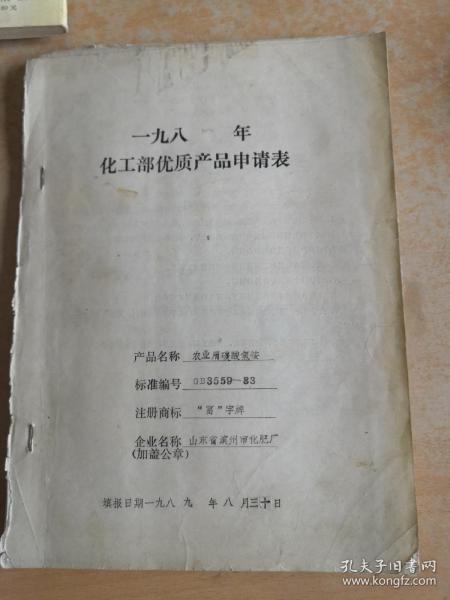 一九八 年
化工部优质产品申请表
产品名称 农业用碳酸氢铵
标准编号 GB3559-83
注册商标 “富”字牌
企业名称 山东省滨州市化肥厂
(加盖公章)
填报日期一九八九 年 八 月三十日
孔夫子旧书网
www.kongfz.com